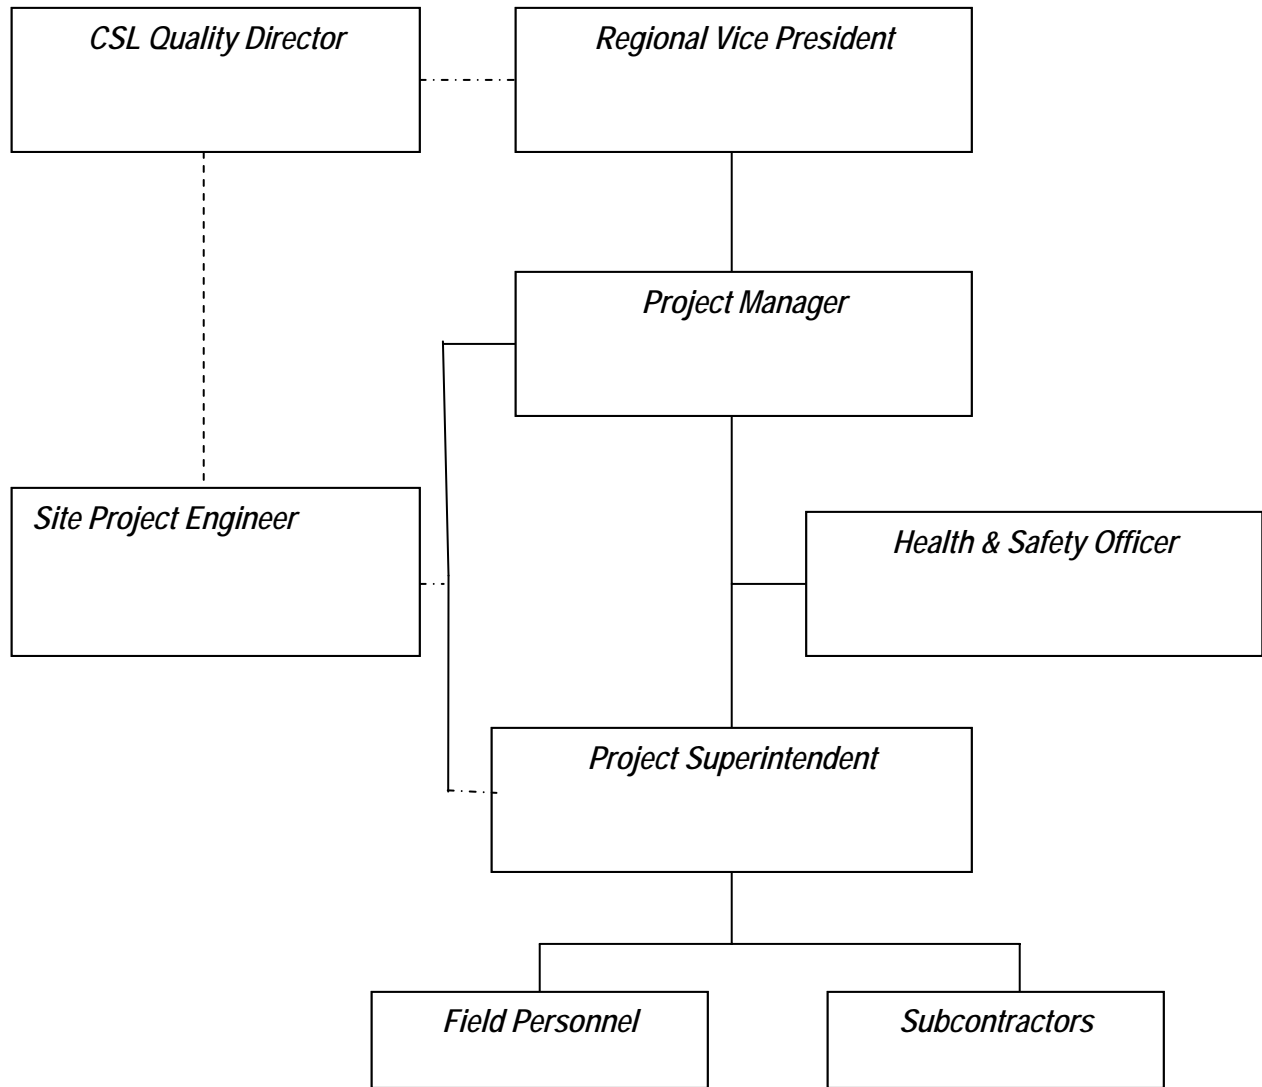 CSL Quality Director
Regional Vice President
Project Manager
Site Project Engineer
Health & Safety Officer
Project Superintendent
Field Personnel
Subcontractors